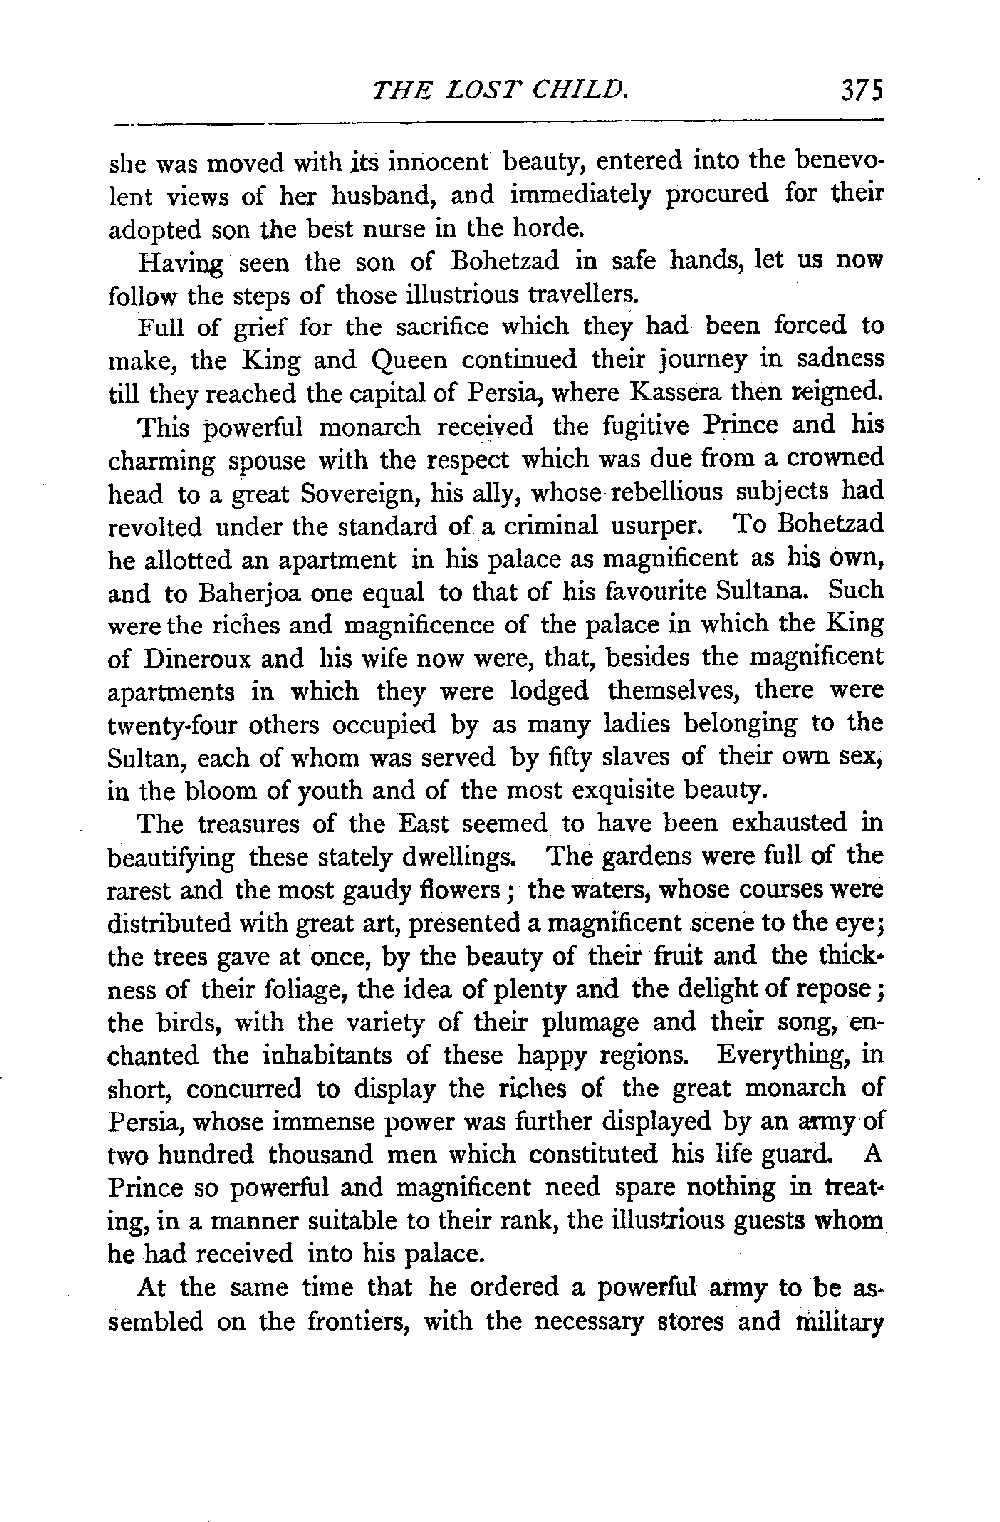 THE LOST CHILD. 375
she was moved with its innocent beauty, entered into the benevo-
lent views of her husband, and immediately procured for their
adopted son the best nurse in the horde.
Having seen the son of Bohetzad in safe hands, let us now
follow the steps of those illustrious travellers.
Full of grief for the sacrifice which they had been forced to
make, the King and Queen continued their journey in sadness
till they reached the capital of Persia, where Kassera then reigned.
This powerful monarch received the fugitive Prince and his
charming spouse with the respect which was due from a crowned
head to a great Sovereign, his ally, whose rebellious subjects had
revolted under the standard of a criminal usurper. To Bohetzad
he allotted an apartment in his palace as magnificent as his own,
and to Baherjoa one equal to that of his favourite Sultana. Such
were the riches and magnificence of the palace in which the King
of Dineroux and his wife now were, that, besides the magnificent
apartments in which they were lodged themselves, there were
twenty-four others occupied by as many ladies belonging to the
Sultan, each of whom was served by fifty slaves of their own sex,
in the bloom of youth and of the most exquisite beauty.
The treasures of the East seemed to have been exhausted in
beautifying these stately dwellings. The gardens were full of the
rarest and the most gaudy flowers; the waters, whose courses were
distributed with great art, presented a magnificent scene to the eye;
the trees gave at once, by the beauty of their fruit and the thick-
ness of their foliage, the idea of plenty and the delight of repose;
the birds, with the variety of their plumage and their song, en-
chanted the inhabitants of these happy regions. Everything, in
short, concurred to display the riches of the great monarch of
Persia, whose immense power was further displayed by an army of
two hundred thousand men which constituted his life guard. A
Prince so powerful and magnificent need spare nothing in treat-
ing, in a manner suitable to their rank, the illustrious guests whom
he had received into his palace.
At the same time that he ordered a powerful army to be as-
sembled on the frontiers, with the necessary stores and military